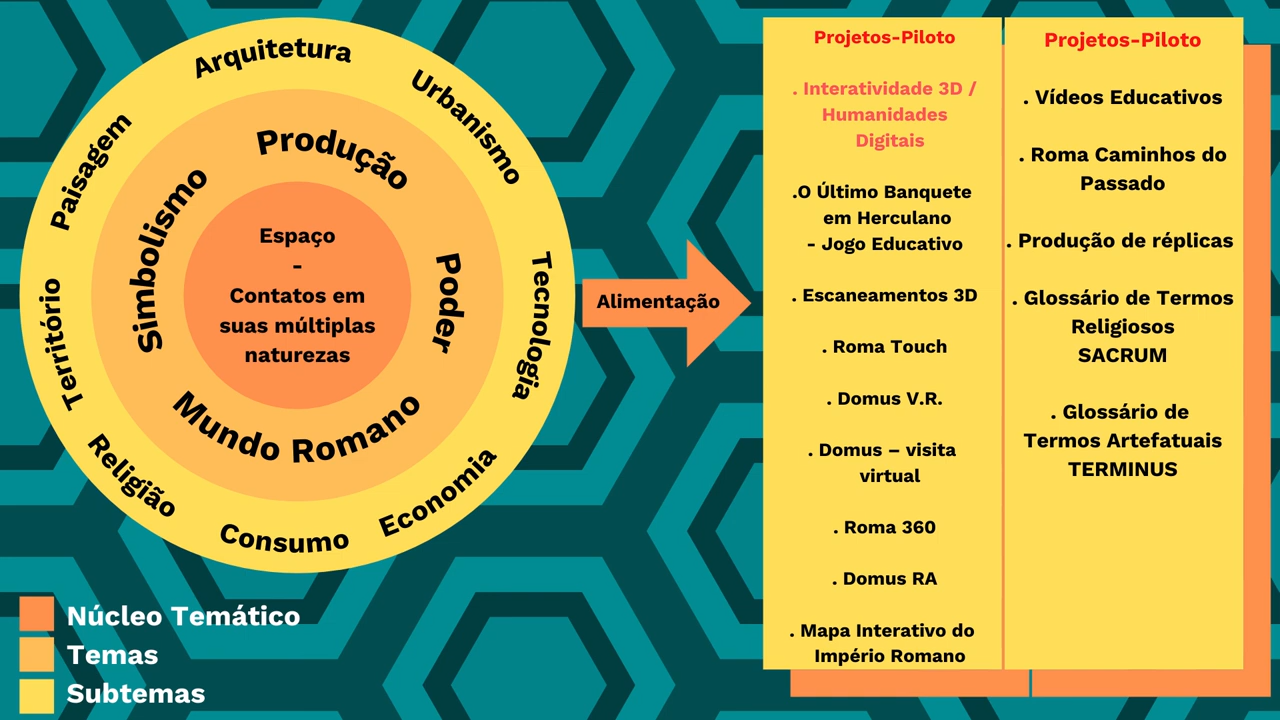 Arquitetura
Urbanismo
Tecnologia
Economia
Consumo
Religião
Território
Paisagem
Produção
Poder
Mundo Romano
Simbolismo
Espaço
-
Contatos em
suas múltiplas
naturezas
Alimentação
Núcleo Temático
Temas
Subtemas
Projetos-Piloto
. Interatividade 3D /
Humanidades
Digitais
.O Último Banquete
em Herculano
- Jogo Educativo
. Escaneamentos 3D
. Roma Touch
. Domus V.R.
. Domus – visita
virtual
. Roma 360
. Domus RA
. Mapa Interativo do
Império Romano
Projetos-Piloto
. Vídeos Educativos
. Roma Caminhos do
Passado
. Produção de réplicas
. Glossário de Termos
Religiosos
SACRUM
. Glossário de
Termos Artefatuais
TERMINUS